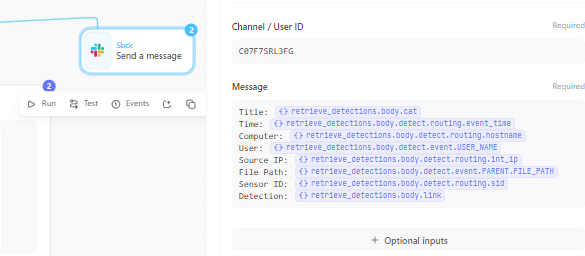 Slack
Send a message
2
2
Run
Test
Events
Channel / User ID
Required
C07F7SRL3FG
Message
Required
Title: {} retrieve_detections.body.cat
Time: {} retrieve_detections.body.detect.routing.event_time
Computer: {} retrieve_detections.body.detect.routing.hostname
User: {} retrieve_detections.body.detect.event.USER_NAME
Source IP: {} retrieve_detections.body.detect.routing.int_ip
File Path: {} retrieve_detections.body.detect.event.PARENT.FILE_PATH
Sensor ID: {} retrieve_detections.body.detect.routing.sid
Detection: {} retrieve_detections.body.link
+ Optional inputs